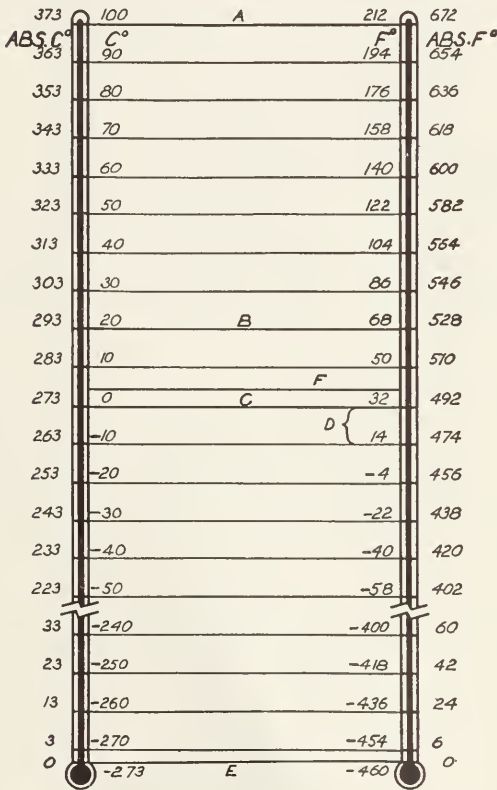 373 100 A 212 672
ABS.C° C° F° ABS.F°
363 90 194 654
353 80 176 636
343 70 158 618
333 60 140 600
323 50 122 582
313 40 104 564
303 30 86 546
293 20 B 68 528
283 10 50 510
F
273 0 C 32 492
D
263 -10 14 474
253 -20 -4 456
243 -30 -22 438
233 -40 -40 420
223 -50 -58 402
33 -240 -400 60
23 -250 -418 42
13 -260 -436 24
3 -270 -454 6
0 -273 E -460 0